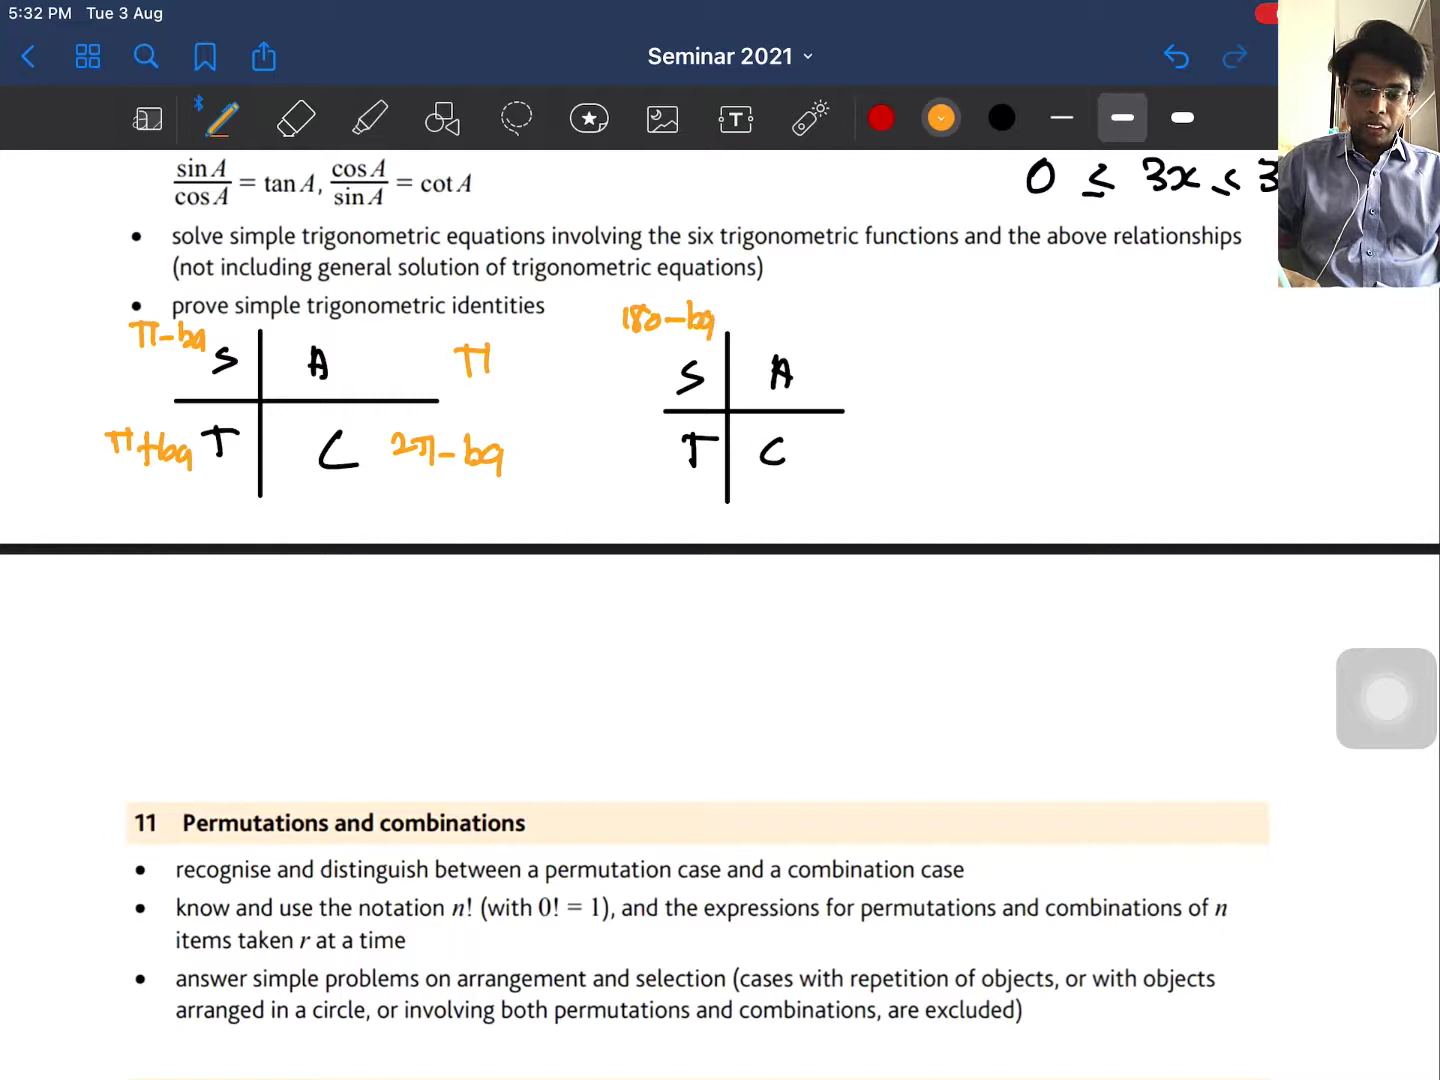 5:32 PM Tue 3 Aug
Seminar 2021
T
sin A / cos A = tan A, cos A / sin A = cot A
0 ≤ 3x ≤ 3
• solve simple trigonometric equations involving the six trigonometric functions and the above relationships
(not including general solution of trigonometric equations)
• prove simple trigonometric identities
π-ba S A π
π+ba T C 2π-ba
180-ba
S A
T C
11 Permutations and combinations
• recognise and distinguish between a permutation case and a combination case
• know and use the notation n! (with 0! = 1), and the expressions for permutations and combinations of n
items taken r at a time
• answer simple problems on arrangement and selection (cases with repetition of objects, or with objects
arranged in a circle, or involving both permutations and combinations, are excluded)